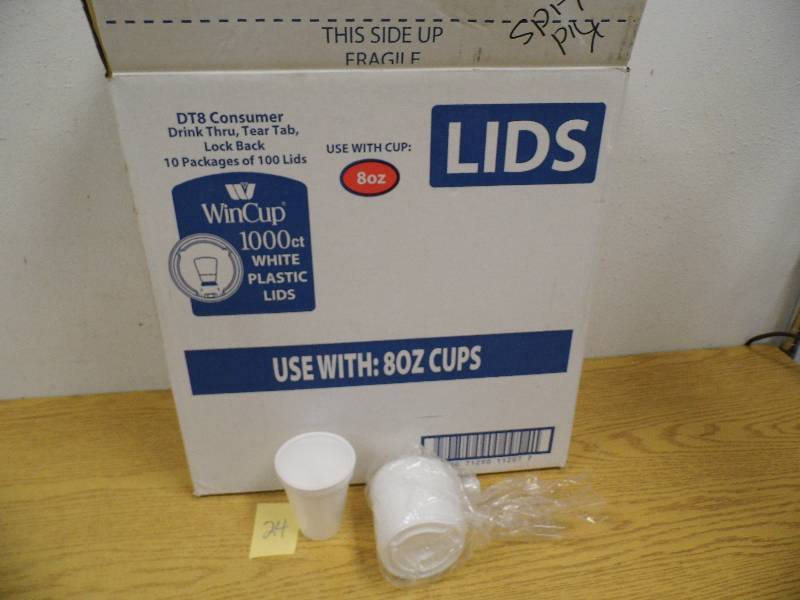 THIS SIDE UP
FRAGILE
DT8 Consumer
Drink Thru, Tear Tab,
Lock Back
10 Packages of 100 Lids
USE WITH CUP:
8oz
LIDS
WinCup®
1000ct
WHITE
PLASTIC
LIDS
USE WITH: 8OZ CUPS
24